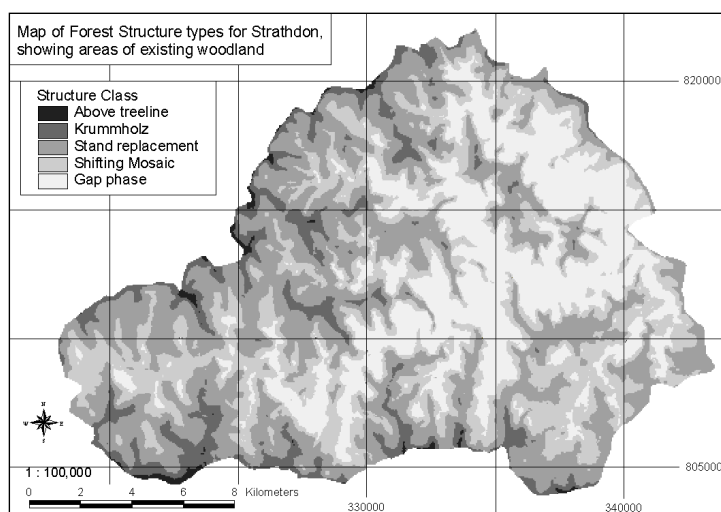 Map of Forest Structure types for Strathdon,
showing areas of existing woodland
Structure Class
Above treeline
Krummholz
Stand replacement
Shifting Mosaic
Gap phase
820000
N
W E
S
1 : 100,000
0 2 4 6 8 Kilometers
805000
330000 340000